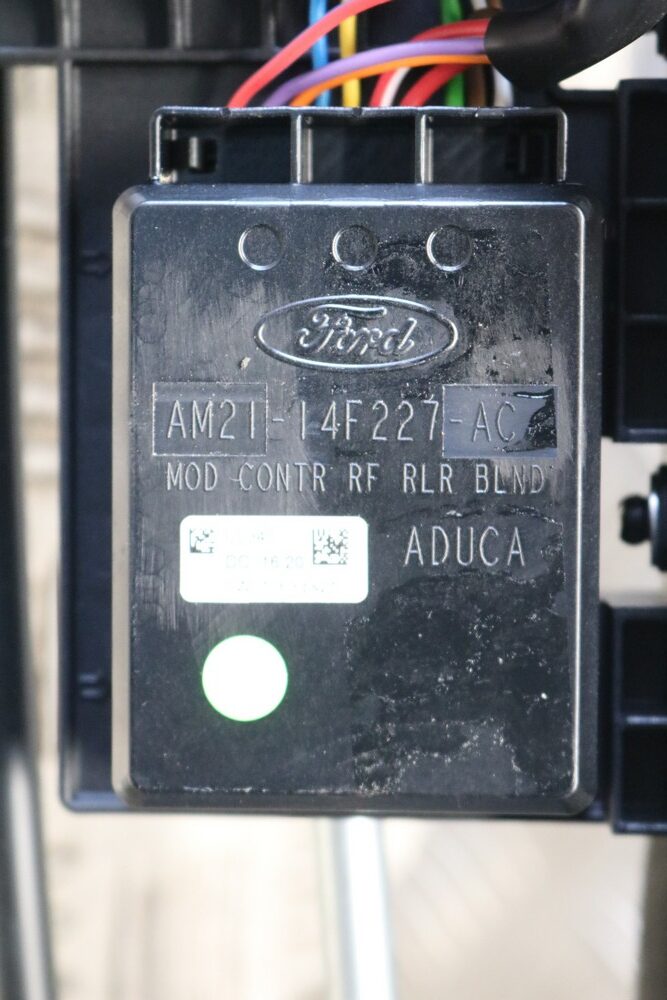 Ford
AM21-14F227-AC
MOD CONTR RF RLR BLND
ADUCA